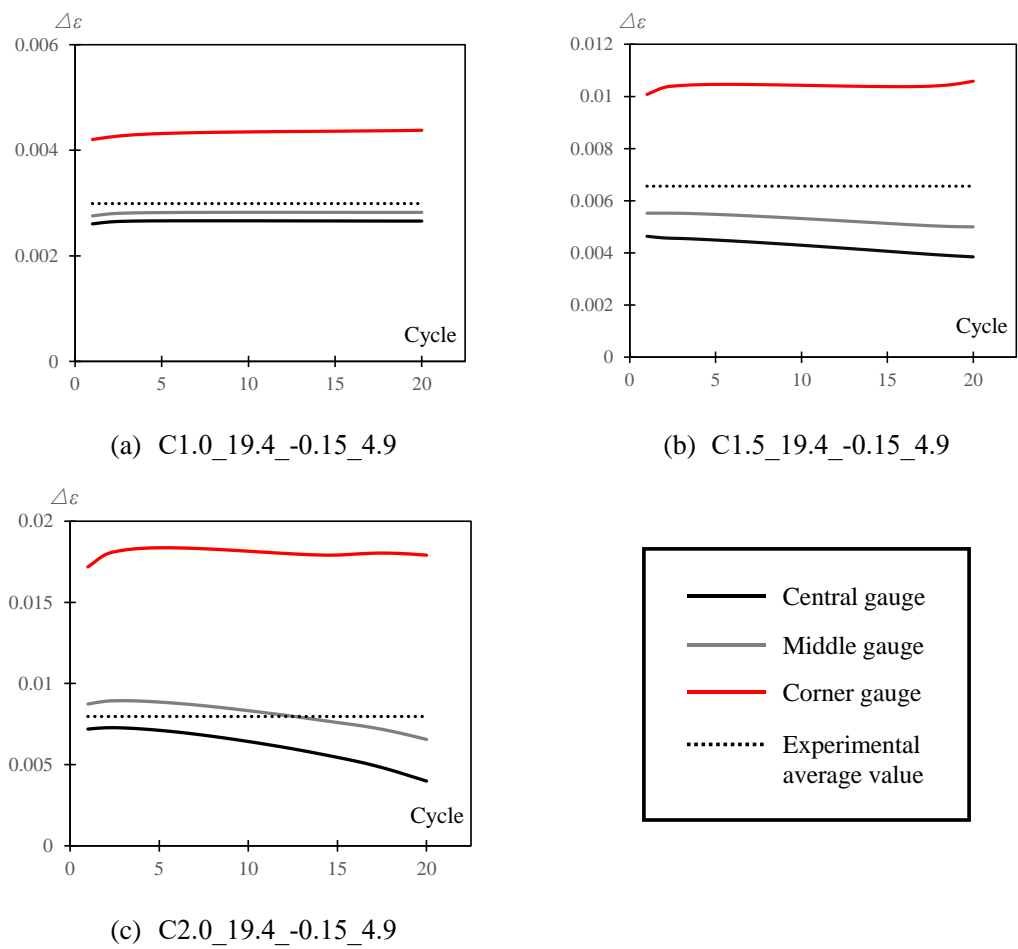 Δε
0.006
0.004
0.002
0
Cycle
0 5 10 15 20
(a) C1.0_19.4_-0.15_4.9
Δε
0.012
0.01
0.008
0.006
0.004
0.002
0
Cycle
0 5 10 15 20
(b) C1.5_19.4_-0.15_4.9
Δε
0.02
0.015
0.01
0.005
0
Cycle
0 5 10 15 20
(c) C2.0_19.4_-0.15_4.9
Central gauge
Middle gauge
Corner gauge
Experimental
average value